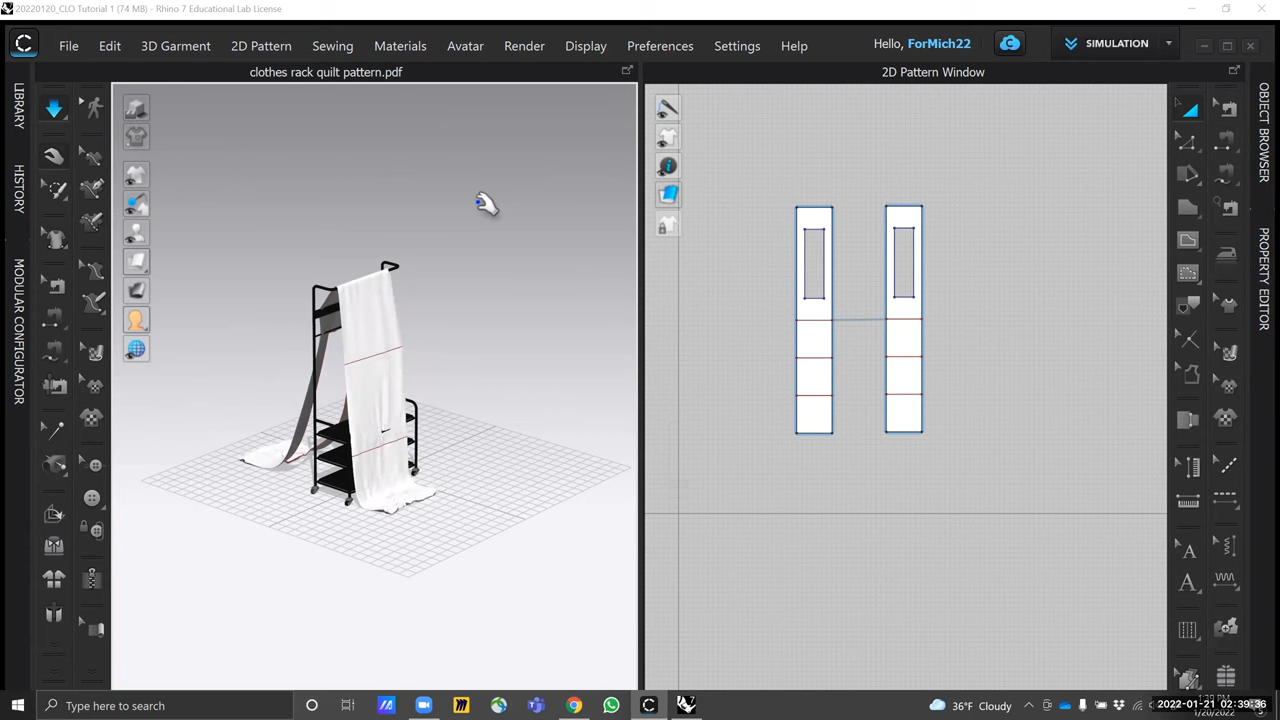 20220120_CLO Tutorial 1 (74 MB) - Rhino 7 Educational Lab License
File Edit 3D Garment 2D Pattern Sewing Materials Avatar Render Display Preferences Settings Help Hello, ForMich22 SIMULATION
clothes rack quilt pattern.pdf
2D Pattern Window
LIBRARY
HISTORY
MODULAR CONFIGURATOR
OBJECT BROWSER
PROPERTY EDITOR
Type here to search
36°F Cloudy
2022-01-21 02:39:36